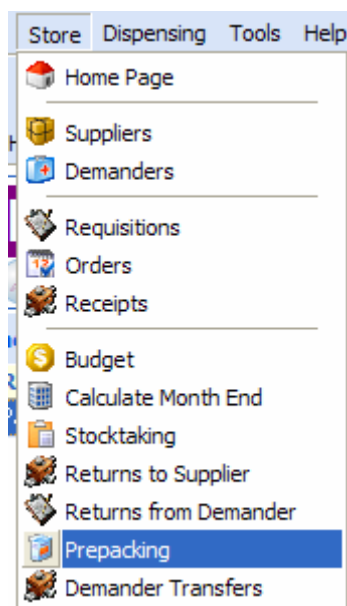 Store Dispensing Tools Help
Home Page
Suppliers
Demanders
Requisitions
Orders
Receipts
Budget
Calculate Month End
Stocktaking
Returns to Supplier
Returns from Demander
Prepacking
Demander Transfers